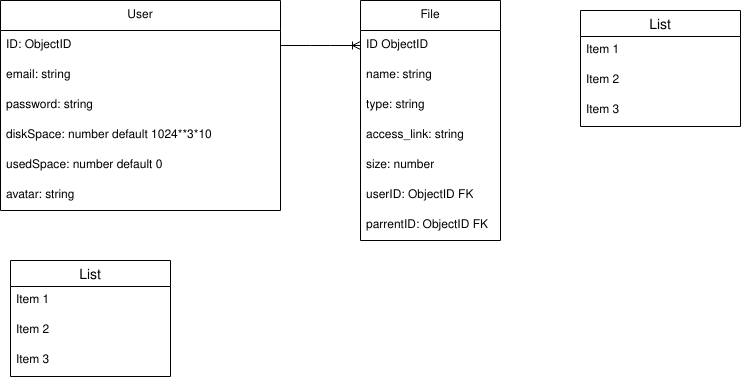 User
ID: ObjectID
email: string
password: string
diskSpace: number default 1024**3*10
usedSpace: number default 0
avatar: string
File
ID ObjectID
name: string
type: string
access_link: string
size: number
userID: ObjectID FK
parrentID: ObjectID FK
List
Item 1
Item 2
Item 3
List
Item 1
Item 2
Item 3